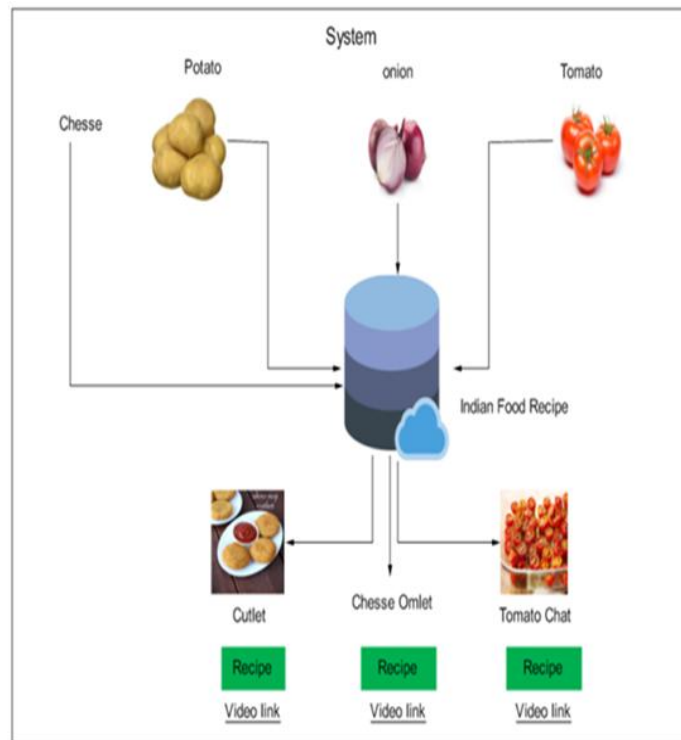 System
Potato
onion
Tomato
Chesse
Indian Food Recipe
Cutlet
Chesse Omlet
Tomato Chat
Recipe
Recipe
Recipe
Video link
Video link
Video link